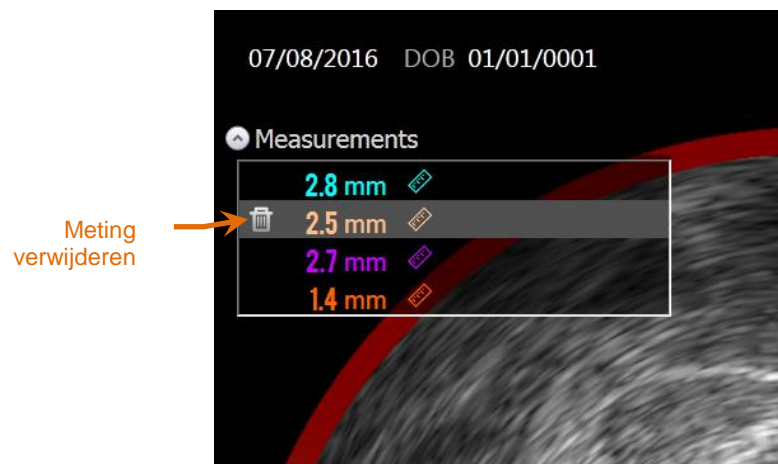 07/08/2016 DOB 01/01/0001
Measurements
2.8 mm
2.5 mm
2.7 mm
1.4 mm
Meting
verwijderen